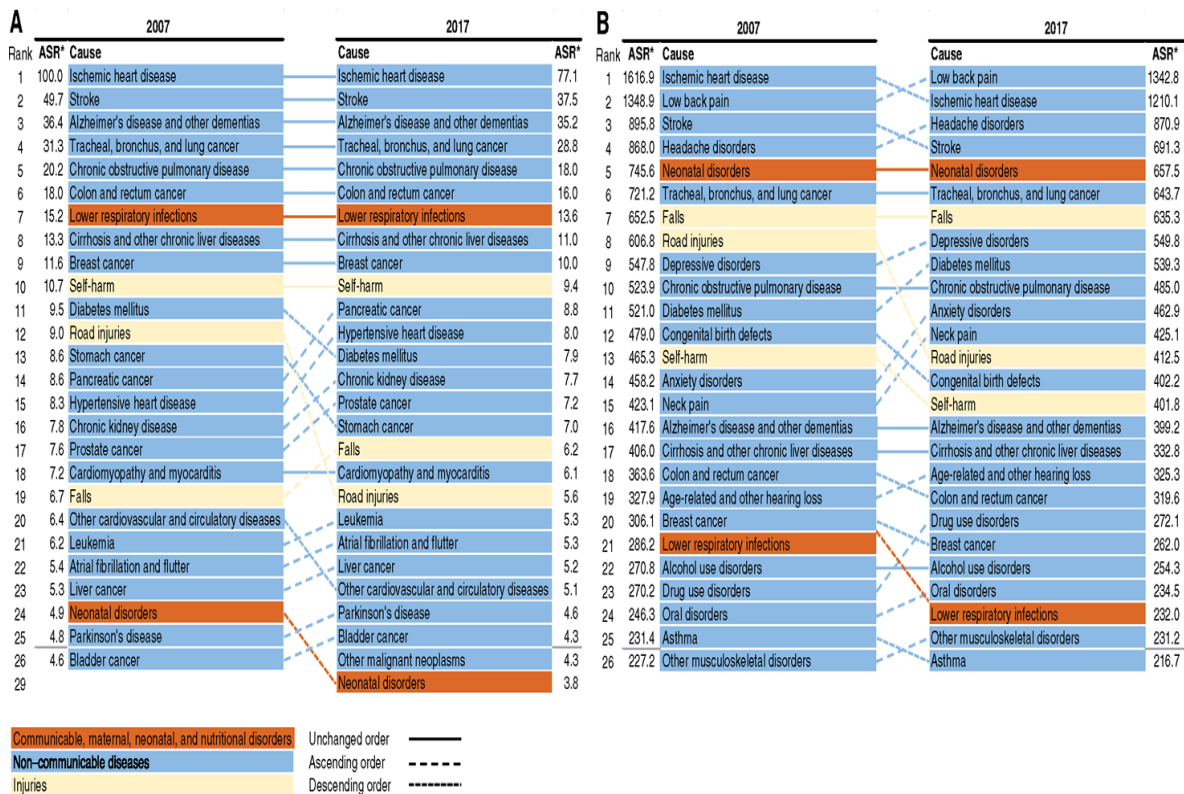 A
2007
2017
Rank ASR* Cause Cause ASR*
1 100.0 Ischemic heart disease Ischemic heart disease 77.1
2 49.7 Stroke Stroke 37.5
3 36.4 Alzheimer's disease and other dementias Alzheimer's disease and other dementias 35.2
4 31.3 Tracheal, bronchus, and lung cancer Tracheal, bronchus, and lung cancer 28.8
5 20.2 Chronic obstructive pulmonary disease Chronic obstructive pulmonary disease 18.0
6 18.0 Colon and rectum cancer Colon and rectum cancer 16.0
7 15.2 Lower respiratory infections Lower respiratory infections 13.6
8 13.3 Cirrhosis and other chronic liver diseases Cirrhosis and other chronic liver diseases 11.0
9 11.6 Breast cancer Breast cancer 10.0
10 10.7 Self-harm Self-harm 9.4
11 9.5 Diabetes mellitus Pancreatic cancer 8.8
12 9.0 Road injuries Hypertensive heart disease 8.0
13 8.6 Stomach cancer Diabetes mellitus 7.9
14 8.6 Pancreatic cancer Chronic kidney disease 7.7
15 8.3 Hypertensive heart disease Prostate cancer 7.2
16 7.8 Chronic kidney disease Stomach cancer 7.0
17 7.6 Prostate cancer Falls 6.2
18 7.2 Cardiomyopathy and myocarditis Cardiomyopathy and myocarditis 6.1
19 6.7 Falls Road injuries 5.6
20 6.4 Other cardiovascular and circulatory diseases Leukemia 5.3
21 6.2 Leukemia Atrial fibrillation and flutter 5.3
22 5.4 Atrial fibrillation and flutter Liver cancer 5.2
23 5.3 Liver cancer Other cardiovascular and circulatory diseases 5.1
24 4.9 Neonatal disorders Parkinson's disease 4.6
25 4.8 Parkinson's disease Bladder cancer 4.3
26 4.6 Bladder cancer Other malignant neoplasms 4.3
29 Neonatal disorders 3.8
B
2007
2017
Rank ASR* Cause Cause ASR*
1 1616.9 Ischemic heart disease Low back pain 1342.8
2 1348.9 Low back pain Ischemic heart disease 1210.1
3 895.8 Stroke Headache disorders 870.9
4 868.0 Headache disorders Stroke 691.3
5 745.6 Neonatal disorders Neonatal disorders 657.5
6 721.2 Tracheal, bronchus, and lung cancer Tracheal, bronchus, and lung cancer 643.7
7 652.5 Falls Falls 635.3
8 606.8 Road injuries Depressive disorders 549.8
9 547.8 Depressive disorders Diabetes mellitus 539.3
10 523.9 Chronic obstructive pulmonary disease Chronic obstructive pulmonary disease 485.0
11 521.0 Diabetes mellitus Anxiety disorders 462.9
12 479.0 Congenital birth defects Neck pain 425.1
13 465.3 Self-harm Road injuries 412.5
14 458.2 Anxiety disorders Congenital birth defects 402.2
15 423.1 Neck pain Self-harm 401.8
16 417.6 Alzheimer's disease and other dementias Alzheimer's disease and other dementias 399.2
17 406.0 Cirrhosis and other chronic liver diseases Cirrhosis and other chronic liver diseases 332.8
18 363.6 Colon and rectum cancer Age-related and other hearing loss 325.3
19 327.9 Age-related and other hearing loss Colon and rectum cancer 319.6
20 306.1 Breast cancer Drug use disorders 272.1
21 286.2 Lower respiratory infections Breast cancer 262.0
22 270.8 Alcohol use disorders Alcohol use disorders 254.3
23 270.2 Drug use disorders Oral disorders 234.5
24 246.3 Oral disorders Lower respiratory infections 232.0
25 231.4 Asthma Other musculoskeletal disorders 231.2
26 227.2 Other musculoskeletal disorders Asthma 216.7
Communicable, maternal, neonatal, and nutritional disorders Unchanged order
Non-communicable diseases Ascending order
Injuries Descending order